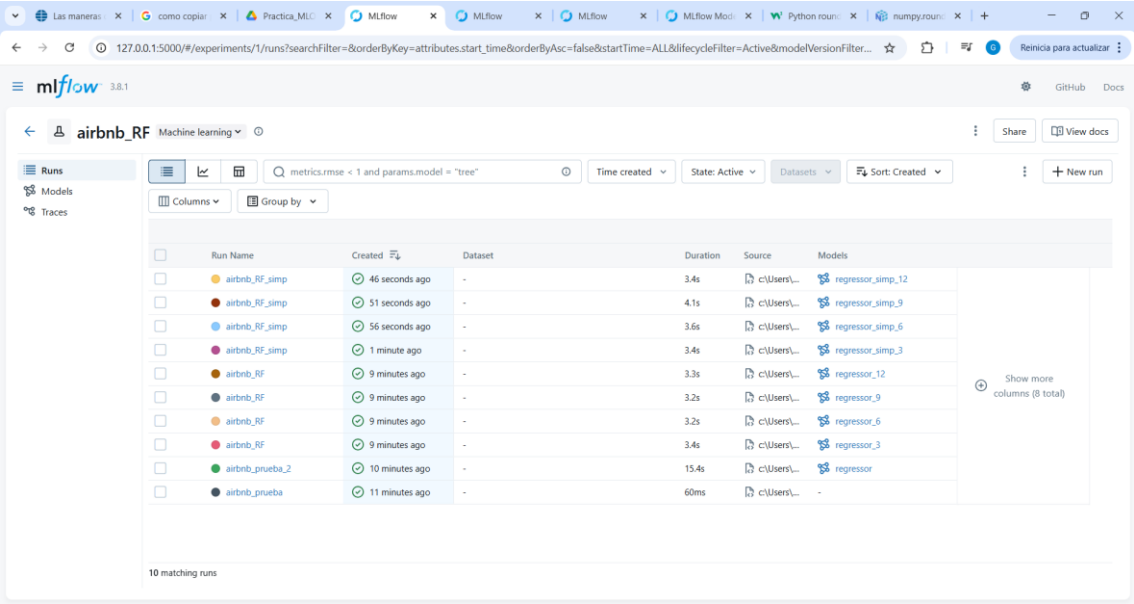 Las maneras
como copiar
Practica_MLO
MLflow
MLflow
MLflow
MLflow Mode
Python round
numpy.round
127.0.0.1:5000/#/experiments/1/runs?searchFilter=&orderByKey=attributes.start_time&orderByAsc=false&startTime=ALL&lifecycleFilter=Active&modelVersionFilter...
G
Reinicia para actualizar
mlflow 3.8.1
GitHub Docs
airbnb_RF Machine learning
Share View docs
Runs
Models
Traces
metrics.rmse < 1 and params.model = "tree"
Time created State: Active Datasets Sort: Created
New run
Columns Group by
Run Name Created Dataset Duration Source Models
airbnb_RF_simp 46 seconds ago - 3.4s c:\Users\... regressor_simp_12
airbnb_RF_simp 51 seconds ago - 4.1s c:\Users\... regressor_simp_9
airbnb_RF_simp 56 seconds ago - 3.6s c:\Users\... regressor_simp_6
airbnb_RF_simp 1 minute ago - 3.4s c:\Users\... regressor_simp_3
airbnb_RF 9 minutes ago - 3.3s c:\Users\... regressor_12
airbnb_RF 9 minutes ago - 3.2s c:\Users\... regressor_9
airbnb_RF 9 minutes ago - 3.2s c:\Users\... regressor_6
airbnb_RF 9 minutes ago - 3.4s c:\Users\... regressor_3
airbnb_prueba_2 10 minutes ago - 15.4s c:\Users\... regressor
airbnb_prueba 11 minutes ago - 60ms c:\Users\... -
Show more
columns (8 total)
10 matching runs